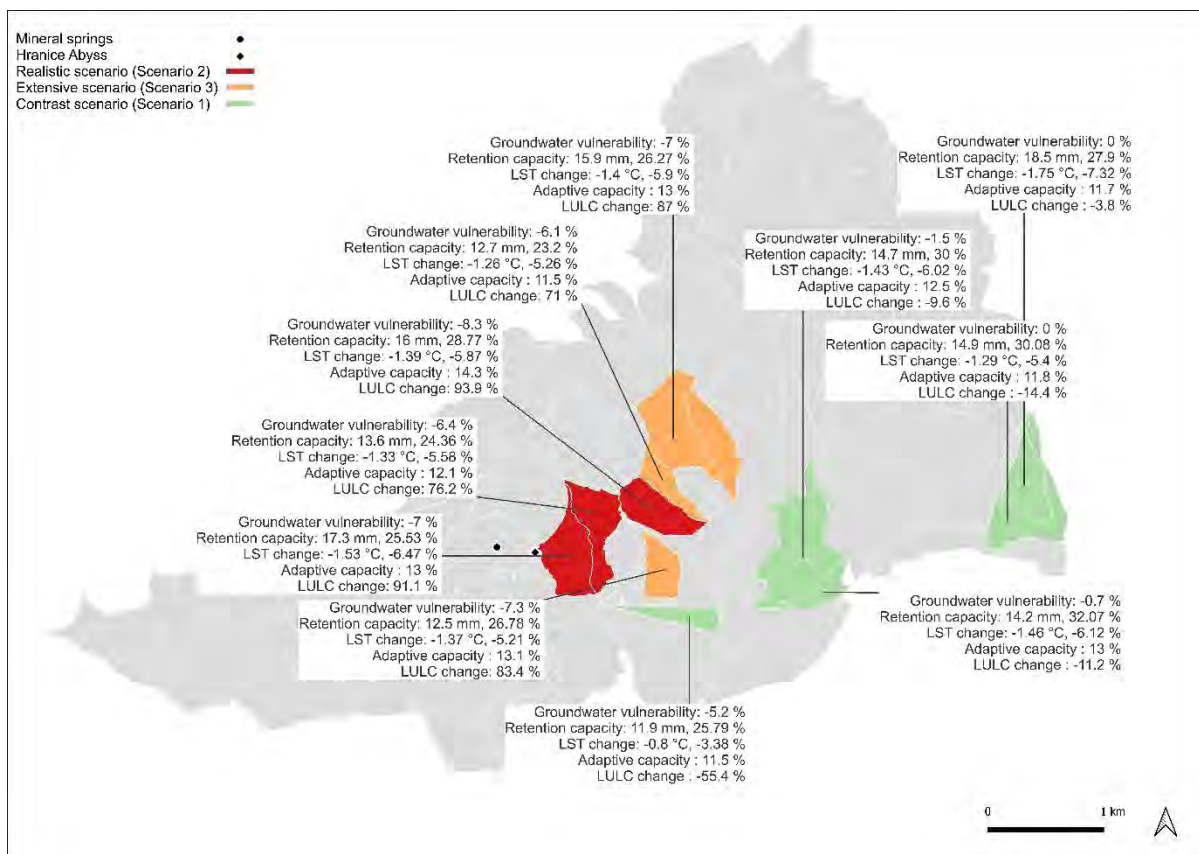 Mineral springs
Hranice Abyss
Realistic scenario (Scenario 2)
Extensive scenario (Scenario 3)
Contrast scenario (Scenario 1)
Groundwater vulnerability: -7 %
Retention capacity: 15.9 mm, 26.27 %
LST change: -1.4 °C, -5.9 %
Adaptive capacity : 13 %
LULC change: 87 %
Groundwater vulnerability: 0 %
Retention capacity: 18.5 mm, 27.9 %
LST change: -1.75 °C, -7.32 %
Adaptive capacity : 11.7 %
LULC change : -3.8 %
Groundwater vulnerability: -6.1 %
Retention capacity: 12.7 mm, 23.2 %
LST change: -1.26 °C, -5.26 %
Adaptive capacity : 11.5 %
LULC change: 71 %
Groundwater vulnerability: -1.5 %
Retention capacity: 14.7 mm, 30 %
LST change: -1.43 °C, -6.02 %
Adaptive capacity : 12.5 %
LULC change : -9.6 %
Groundwater vulnerability: -8.3 %
Retention capacity: 16 mm, 28.77 %
LST change: -1.39 °C, -5.87 %
Adaptive capacity : 14.3 %
LULC change: 93.9 %
Groundwater vulnerability: 0 %
Retention capacity: 14.9 mm, 30.08 %
LST change: -1.29 °C, -5.4 %
Adaptive capacity : 11.8 %
LULC change : -14.4 %
Groundwater vulnerability: -6.4 %
Retention capacity: 13.6 mm, 24.36 %
LST change: -1.33 °C, -5.58 %
Adaptive capacity : 12.1 %
LULC change: 76.2 %
Groundwater vulnerability: -7 %
Retention capacity: 17.3 mm, 25.53 %
LST change: -1.53 °C, -6.47 %
Adaptive capacity : 13 %
LULC change: 91.1 %
Groundwater vulnerability: -7.3 %
Retention capacity: 12.5 mm, 26.78 %
LST change: -1.37 °C, -5.21 %
Adaptive capacity : 13.1 %
LULC change: 83.4 %
Groundwater vulnerability: -0.7 %
Retention capacity: 14.2 mm, 32.07 %
LST change: -1.46 °C, -6.12 %
Adaptive capacity : 13 %
LULC change : -11.2 %
Groundwater vulnerability: -5.2 %
Retention capacity: 11.9 mm, 25.79 %
LST change: -0.8 °C, -3.38 %
Adaptive capacity : 11.5 %
LULC change : -55.4 %
0 1 km